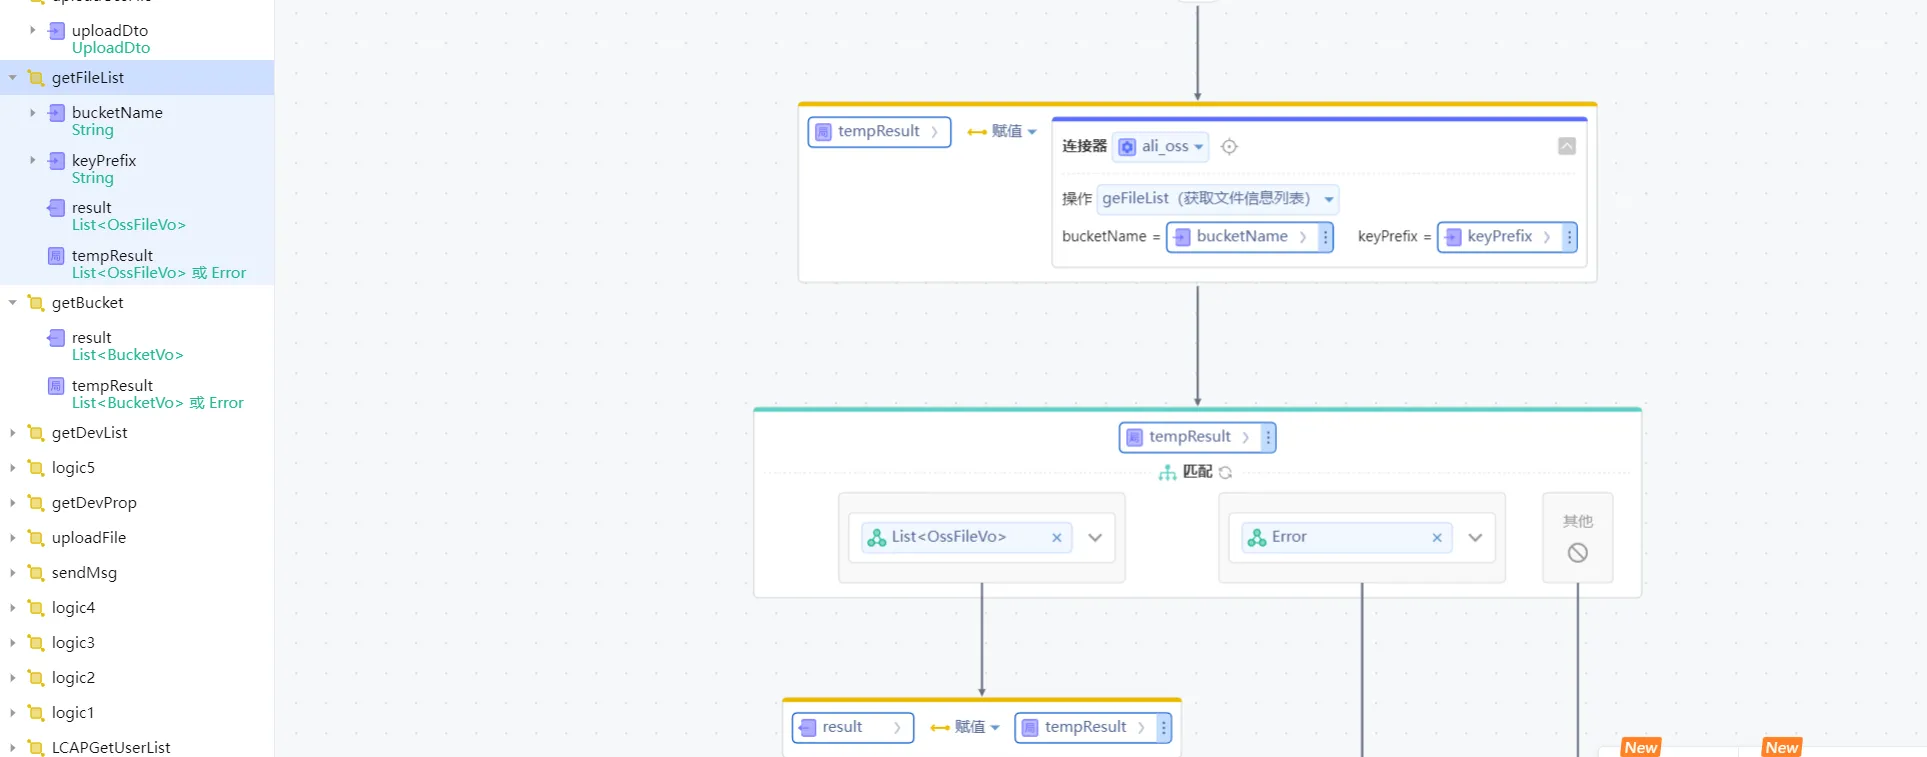 uploadDto
UploadDto
getFileList
bucketName
String
keyPrefix
String
result
List<OssFileVo>
tempResult
List<OssFileVo> 或 Error
getBucket
result
List<BucketVo>
tempResult
List<BucketVo> 或 Error
getDevList
logic5
getDevProp
uploadFile
sendMsg
logic4
logic3
logic2
logic1
LCAPGetUserList
局 tempResult 赋值
连接器 ali_oss
操作 geFileList（获取文件信息列表）
bucketName = bucketName keyPrefix = keyPrefix
局 tempResult
匹配
List<OssFileVo> Error 其他
result 赋值 局 tempResult
New New